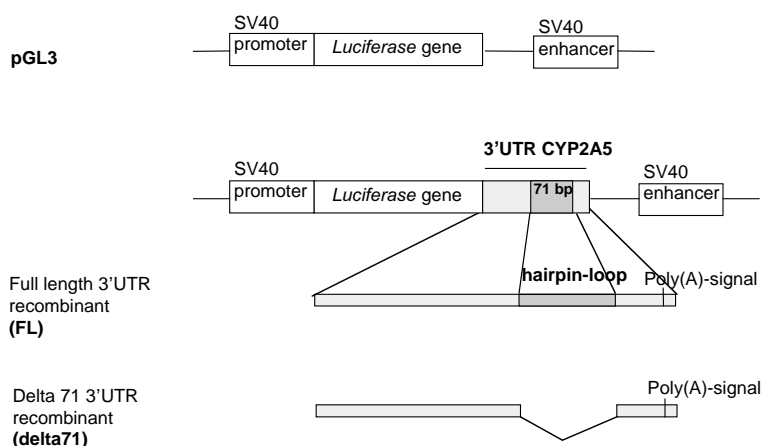 SV40
SV40
promoter
Luciferase gene
enhancer
pGL3
3'UTR CYP2A5
SV40
SV40
71 bp
promoter
Luciferase gene
enhancer
hairpin-loop
Poly(A)-signal
Full length 3'UTR
recombinant
(FL)
Poly(A)-signal
Delta 71 3'UTR
recombinant
(delta71)